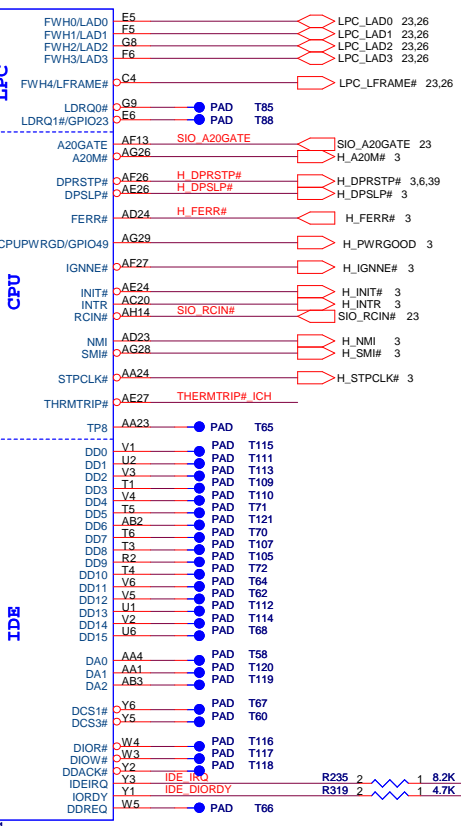 LPC
FWH0/LAD0 E5 LPC_LAD0 23,26
FWH1/LAD1 F5 LPC_LAD1 23,26
FWH2/LAD2 G8 LPC_LAD2 23,26
FWH3/LAD3 F6 LPC_LAD3 23,26
FWH4/LFRAME# C4 LPC_LFRAME# 23,26
LDRQ0# G9 PAD T85
LDRQ1#/GPIO23 E6 PAD T88
CPU
A20GATE AF13 SIO_A20GATE SIO_A20GATE 23
A20M# AG26 H_A20M# 3
DPRSTP# AF26 H_DPRSTP# H_DPRSTP# 3,6,39
DPSLP# AE26 H_DPSLP# H_DPSLP# 3
FERR# AD24 H_FERR# H_FERR# 3
CPUPWRGD/GPIO49 AG29 H_PWRGOOD 3
IGNNE# AF27 H_IGNNE# 3
INIT# AE24 H_INIT# 3
INTR AC20 H_INTR 3
RCIN# AH14 SIO_RCIN# SIO_RCIN# 23
NMI AD23 H_NMI 3
SMI# AG28 H_SMI# 3
STPCLK# AA24 H_STPCLK# 3
THRMTRIP# AE27 THERMTRIP#_ICH
TP8 AA23 PAD T65
IDE
DD0 V1 PAD T115
DD1 U2 PAD T111
DD2 V3 PAD T113
DD3 T1 PAD T109
DD4 V4 PAD T110
DD5 T5 PAD T71
DD6 AB2 PAD T121
DD7 T6 PAD T70
DD8 T3 PAD T107
DD9 R2 PAD T105
DD10 T4 PAD T72
DD11 V6 PAD T64
DD12 V5 PAD T62
DD13 U1 PAD T112
DD14 V2 PAD T114
DD15 U6 PAD T68
DA0 AA4 PAD T58
DA1 AA1 PAD T120
DA2 AB3 PAD T119
DCS1# Y6 PAD T67
DCS3# Y5 PAD T60
DIOR# W4 PAD T116
DIOW# W3 PAD T117
DDACK# Y2 PAD T118
IDEIRQ Y3 IDE_IRQ R235 2 1 8.2K
IORDY Y1 IDE_DIORDY R319 2 1 4.7K
DDREQ W5 PAD T66